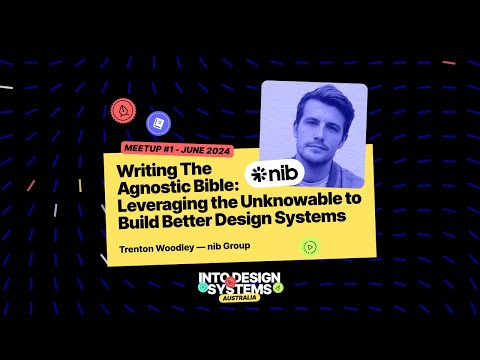 MEETUP #1 - JUNE 2024
nib
Writing The
Agnostic Bible:
Leveraging the Unknowable to
Build Better Design Systems
Trenton Woodley — nib Group
INTO DESIGN
SYSTEMS
AUSTRALIA